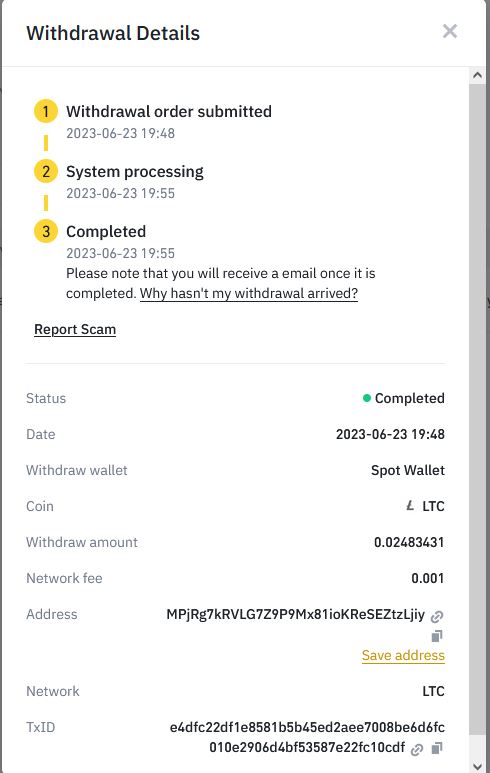 Withdrawal Details
1 Withdrawal order submitted
2023-06-23 19:48
2 System processing
2023-06-23 19:55
3 Completed
2023-06-23 19:55
Please note that you will receive a email once it is
completed. Why hasn't my withdrawal arrived?
Report Scam
Status Completed
Date 2023-06-23 19:48
Withdraw wallet Spot Wallet
Coin LTC
Withdraw amount 0.02483431
Network fee 0.001
Address MPjRg7kRVLG7Z9P9Mx81ioKReSEZtzLjiy
Save address
Network LTC
TxID e4dfc22df1e8581b5b45ed2aee7008be6d6fc
010e2906d4bf53587e22fc10cdf